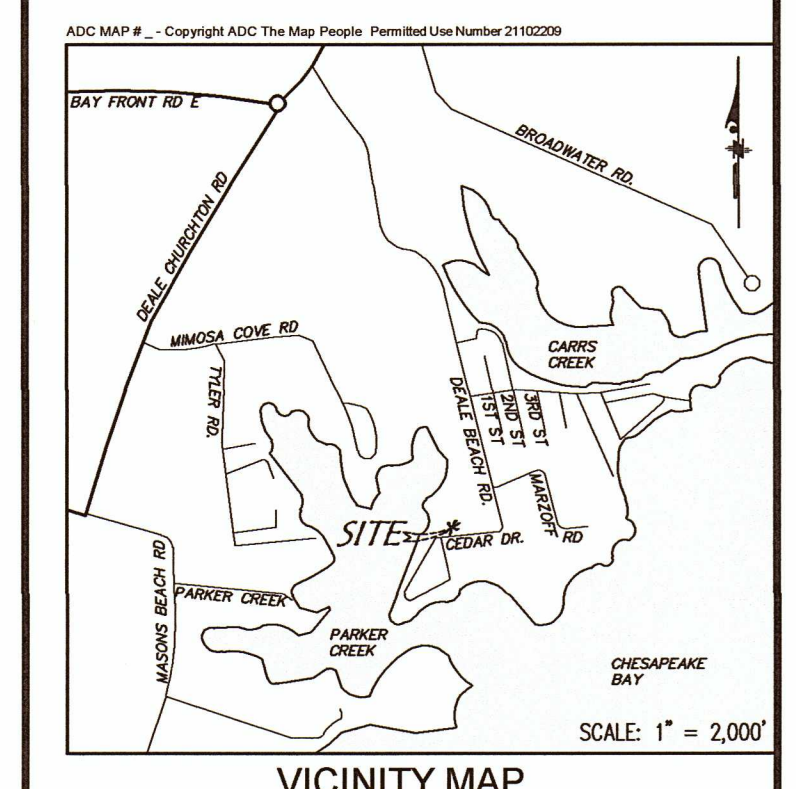 ADC MAP # _ - Copyright ADC The Map People Permitted Use Number 21102209
BAY FRONT RD E
BROADWATER RD.
DEALE CHURCHTON RD
MIMOSA COVE RD
CARRS
CREEK
TYLER RD.
DEALE BEACH RD.
1ST ST
2ND ST
3RD ST
MARZOFF RD
SITE
CEDAR DR.
MASONS BEACH RD
PARKER CREEK
PARKER
CREEK
CHESAPEAKE
BAY
SCALE: 1" = 2,000'
VICINITY MAP